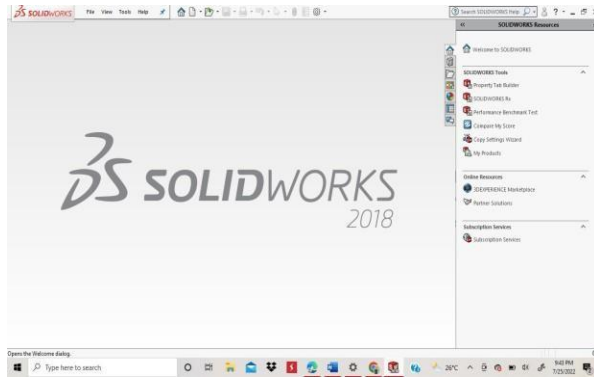 SOLIDWORKS File View Tools Help
Search SOLIDWORKS Help
SOLIDWORKS Resources
Welcome to SOLIDWORKS
SOLIDWORKS Tools
Property Tab Builder
SOLIDWORKS Rx
Performance Benchmark Test
Compare My Score
Copy Settings Wizard
My Products
Online Resources
3DEXPERIENCE Marketplace
Partner Solutions
Subscription Services
Subscription Services
SOLIDWORKS
2018
Opens the Welcome dialog.
Type here to search
26°C
9:40 PM
7/25/2022